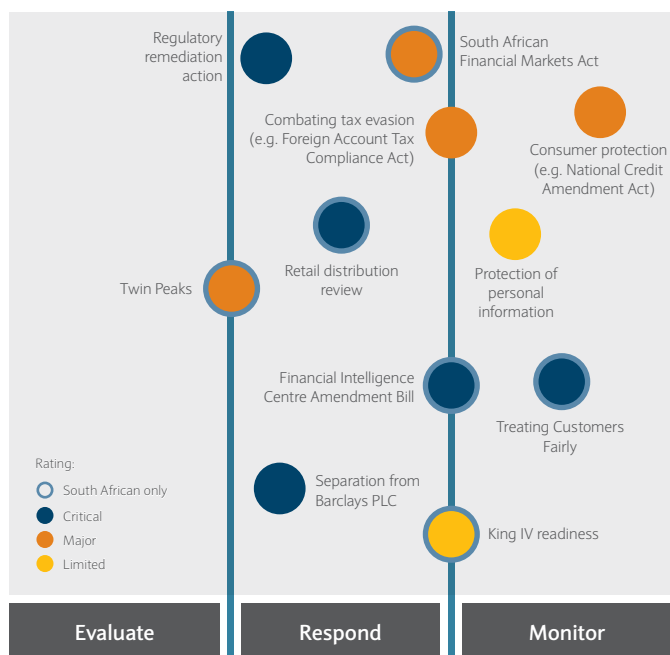 Regulatory
remediation
action
South African
Financial Markets Act
Combating tax evasion
(e.g. Foreign Account Tax
Compliance Act)
Consumer protection
(e.g. National Credit
Amendment Act)
Retail distribution
review
Protection of
personal
information
Twin Peaks
Financial Intelligence
Centre Amendment Bill
Treating Customers
Fairly
Separation from
Barclays PLC
King IV readiness
Rating:
South African only
Critical
Major
Limited
Evaluate
Respond
Monitor